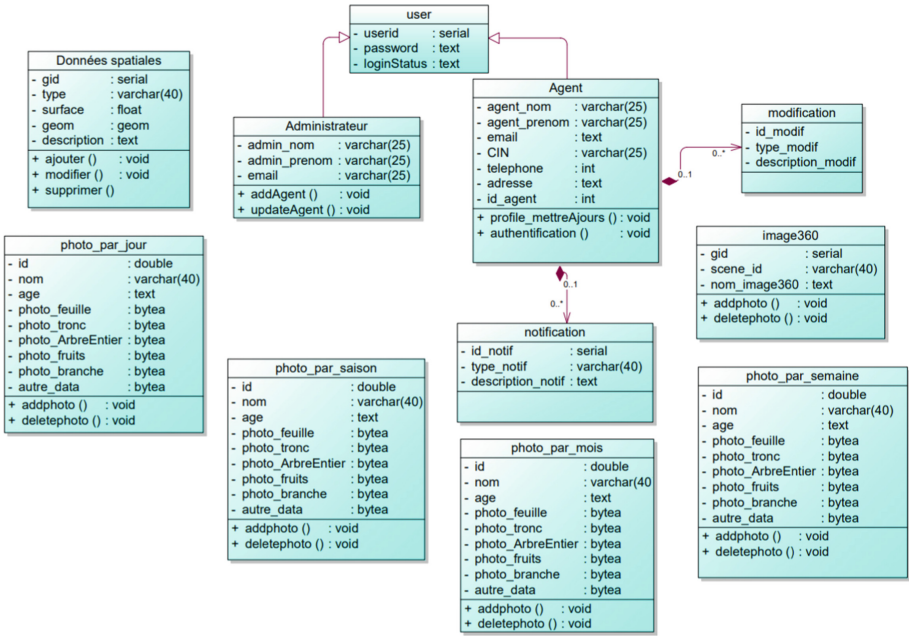 user
- userid : serial
- password : text
- loginStatus : text
Données spatiales
- gid : serial
- type : varchar(40)
- surface : float
- geom : geom
- description : text
+ ajouter () : void
+ modifier () : void
+ supprimer ()
Administrateur
- admin_nom : varchar(25)
- admin_prenom : varchar(25)
- email : varchar(25)
+ addAgent () : void
+ updateAgent () : void
Agent
- agent_nom : varchar(25)
- agent_prenom : varchar(25)
- email : text
- CIN : varchar(25)
- telephone : int
- adresse : text
- id_agent : int
+ profile_mettreAjours () : void
+ authentification () : void
0..1
0..*
modification
- id_modif
- type_modif
- description_modif
0..1
0..*
notification
- id_notif : serial
- type_notif : varchar(40)
- description_notif : text
image360
- gid : serial
- scene_id : varchar(40)
- nom_image360 : text
+ addphoto () : void
+ deletephoto () : void
photo_par_jour
- id : double
- nom : varchar(40)
- age : text
- photo_feuille : bytea
- photo_tronc : bytea
- photo_ArbreEntier : bytea
- photo_fruits : bytea
- photo_branche : bytea
- autre_data : bytea
+ addphoto () : void
+ deletephoto () : void
photo_par_saison
- id : double
- nom : varchar(40)
- age : text
- photo_feuille : bytea
- photo_tronc : bytea
- photo_ArbreEntier : bytea
- photo_fruits : bytea
- photo_branche : bytea
- autre_data : bytea
+ addphoto () : void
+ deletephoto () : void
photo_par_mois
- id : double
- nom : varchar(40
- age : text
- photo_feuille : bytea
- photo_tronc : bytea
- photo_ArbreEntier : bytea
- photo_fruits : bytea
- photo_branche : bytea
- autre_data : bytea
+ addphoto () : void
+ deletephoto () : void
photo_par_semaine
- id : double
- nom : varchar(40)
- age : text
- photo_feuille : bytea
- photo_tronc : bytea
- photo_ArbreEntier : bytea
- photo_fruits : bytea
- photo_branche : bytea
- autre_data : bytea
+ addphoto () : void
+ deletephoto () : void